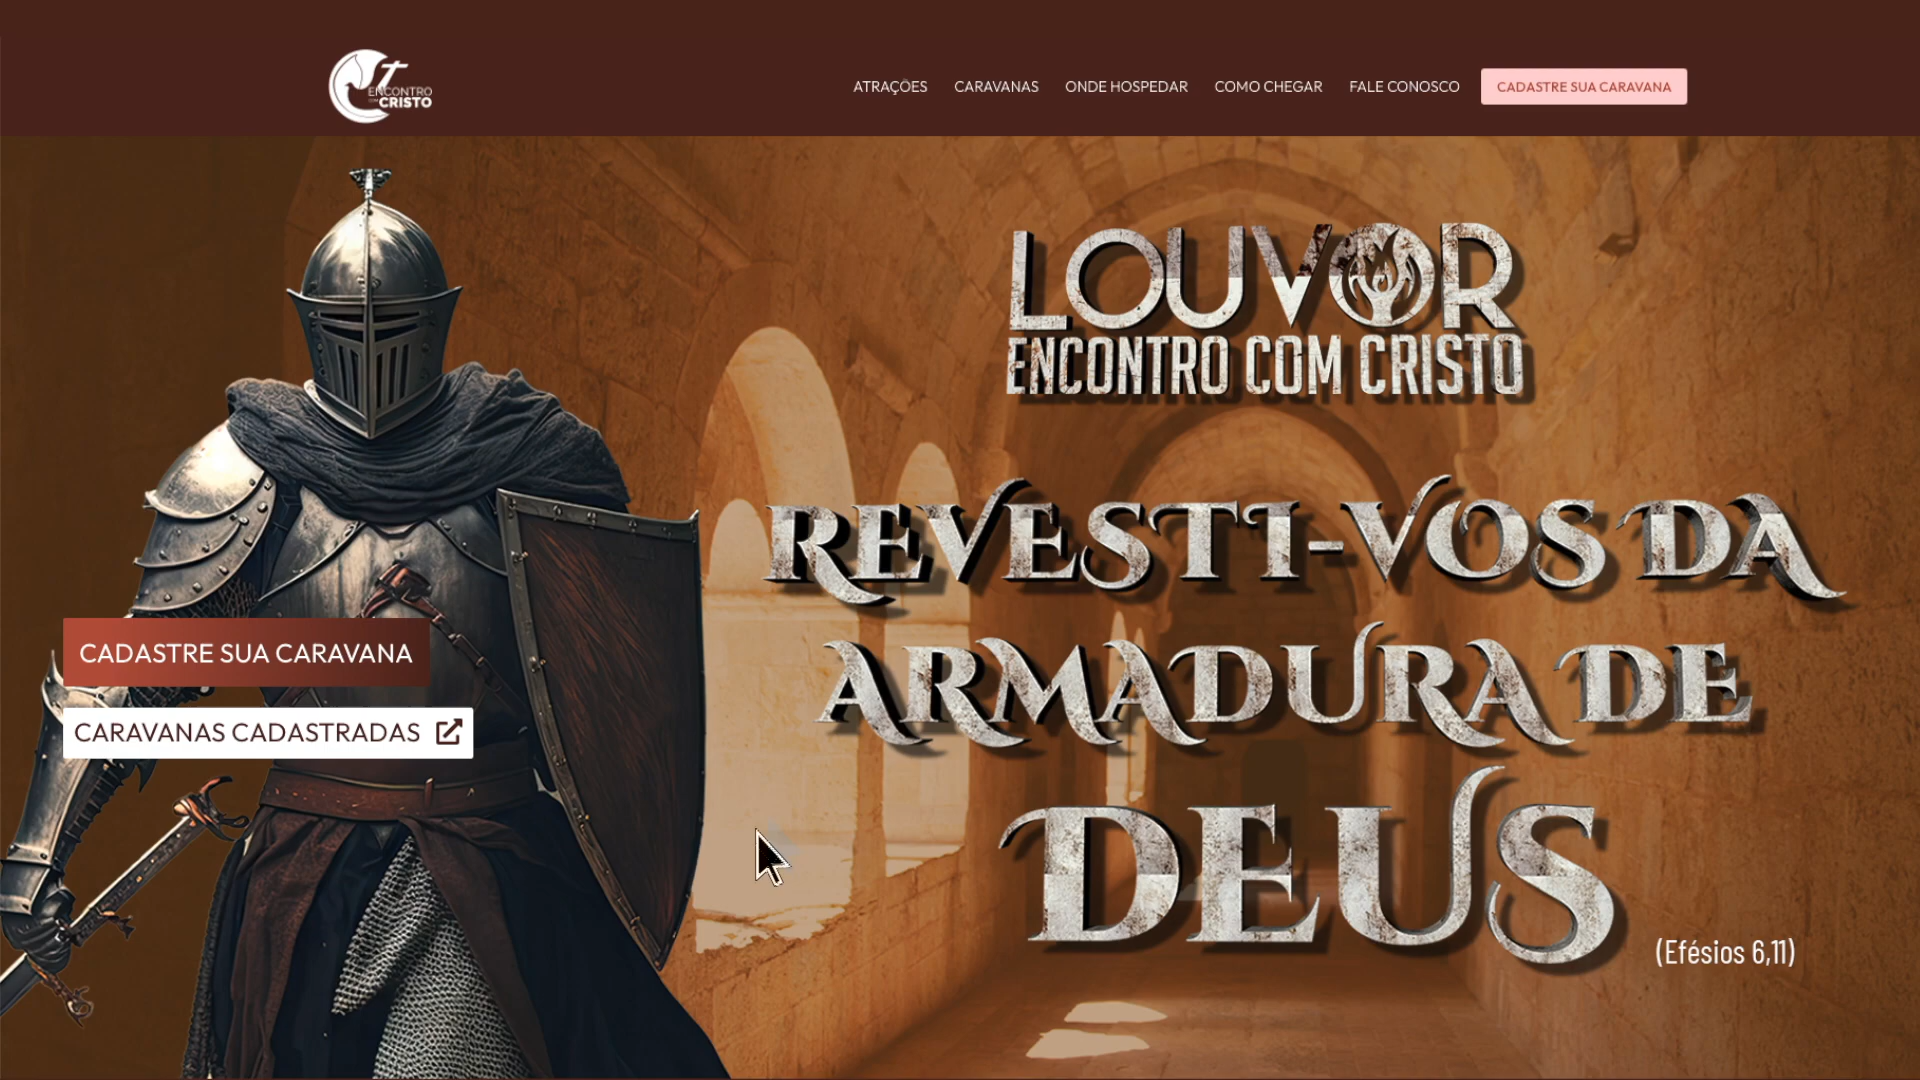 ENCONTRO
COM CRISTO
ATRAÇÕES
CARAVANAS
ONDE HOSPEDAR
COMO CHEGAR
FALE CONOSCO
CADASTRE SUA CARAVANA
LOUVOR
ENCONTRO COM CRISTO
REVESTI-VOS DA
ARMADURA DE
DEUS
(Efésios 6,11)
CADASTRE SUA CARAVANA
CARAVANAS CADASTRADAS